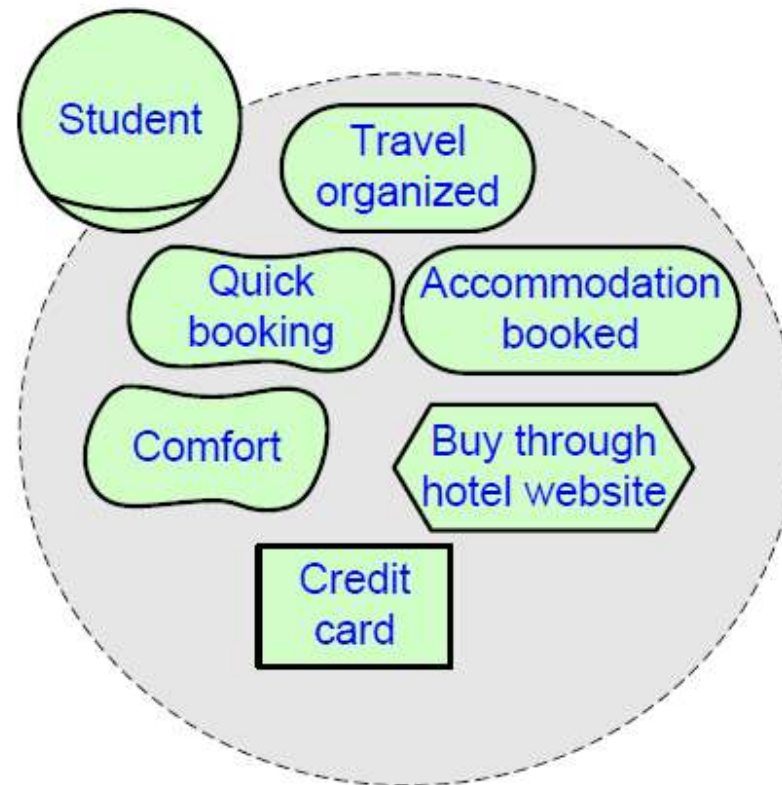 Student
Travel
organized
Quick
booking
Accommodation
booked
Comfort
Buy through
hotel website
Credit
card